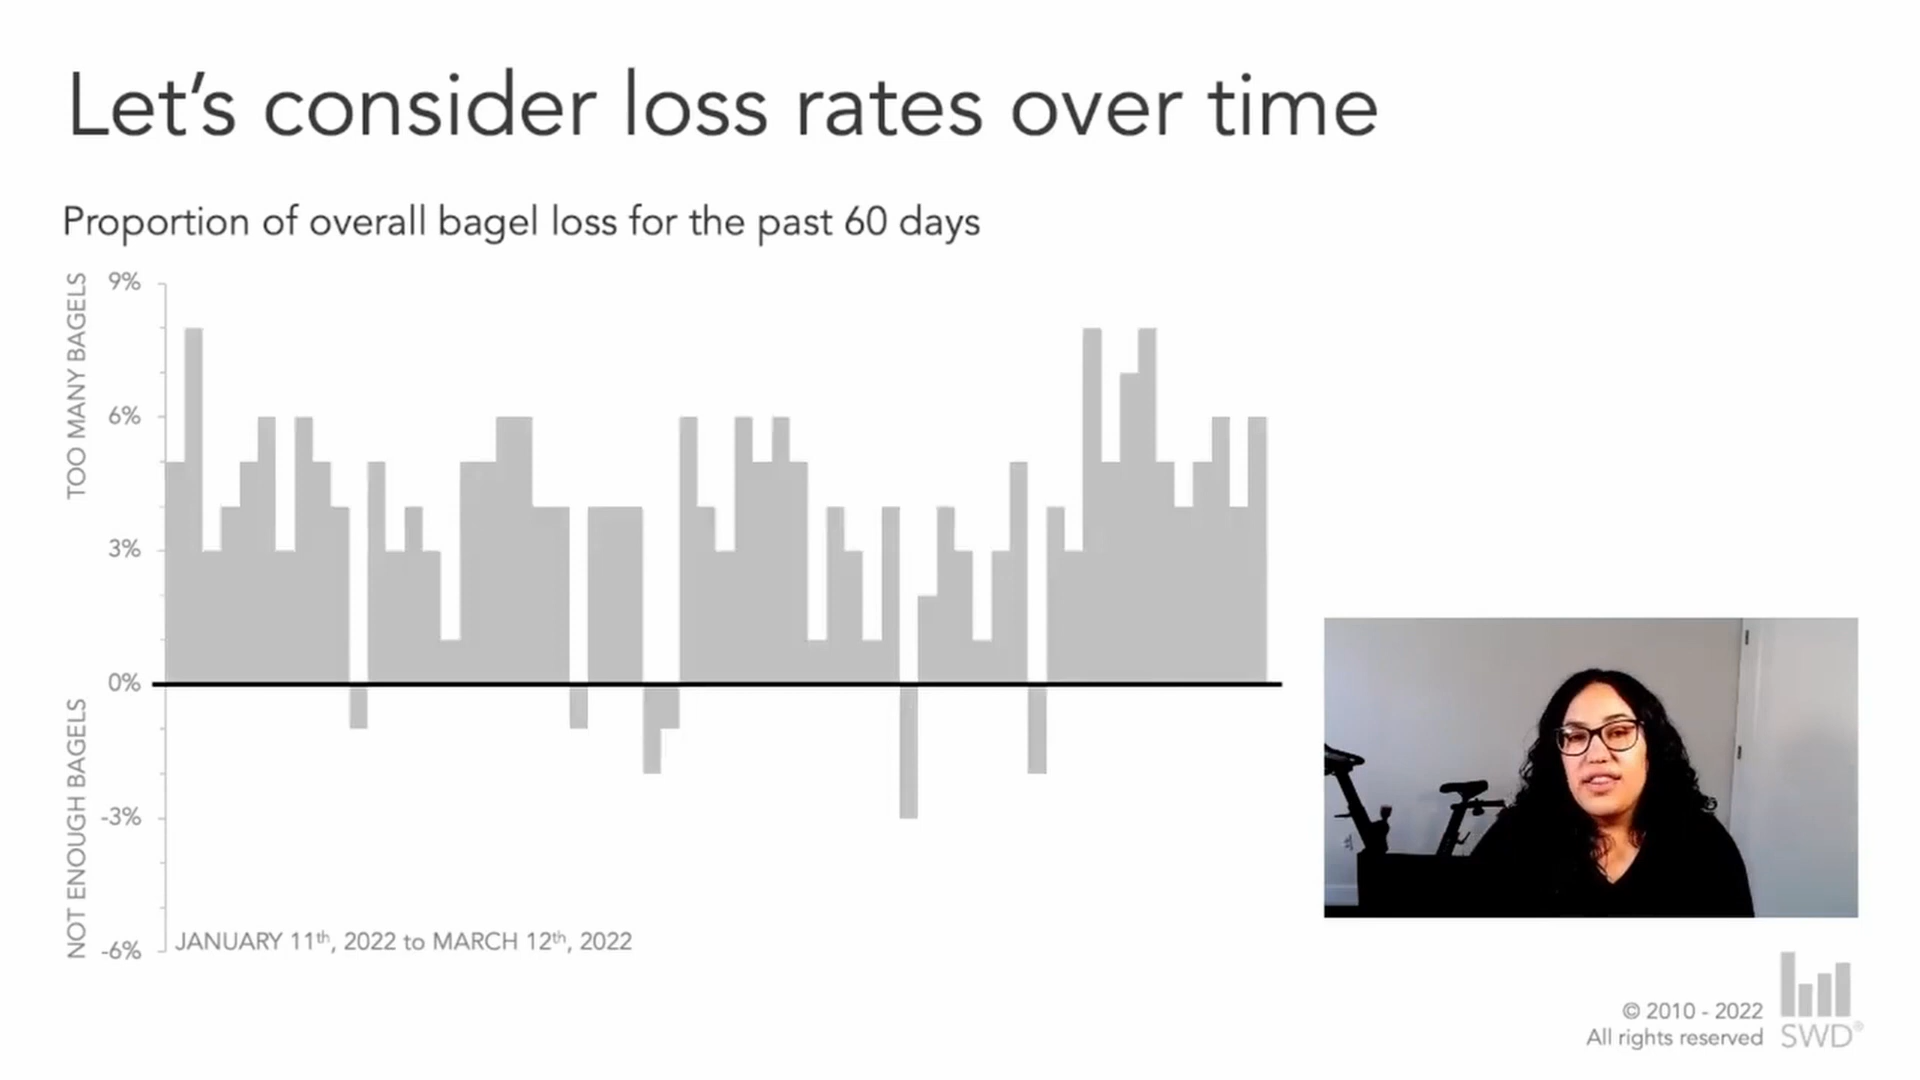 Let's consider loss rates over time
Proportion of overall bagel loss for the past 60 days
TOO MANY BAGELS
NOT ENOUGH BAGELS
9%
6%
3%
0%
-3%
-6%
JANUARY 11th, 2022 to MARCH 12th, 2022
© 2010 - 2022
All rights reserved
SWD®